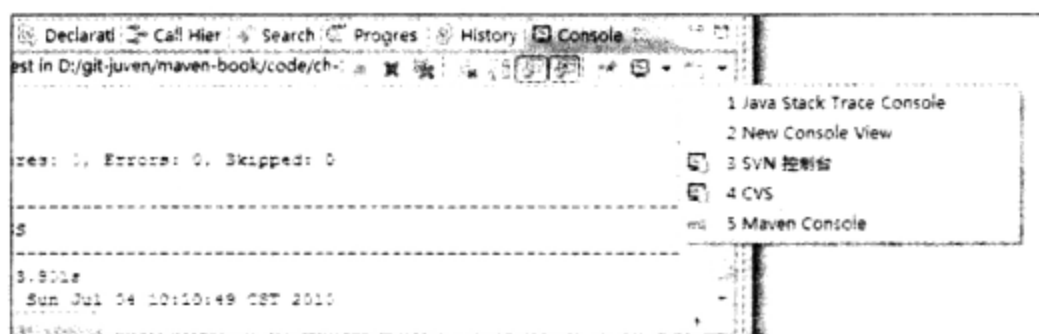 Declarati Call Hier Search Progres History Console
est in D:/git-juven/maven-book/code/ch-
1 Java Stack Trace Console
2 New Console View
res: 0, Errors: 0, Skipped: 0
3 SVN 控制台
4 CVS
S
5 Maven Console
Sun Jul 04 10:10:49 CST 2010